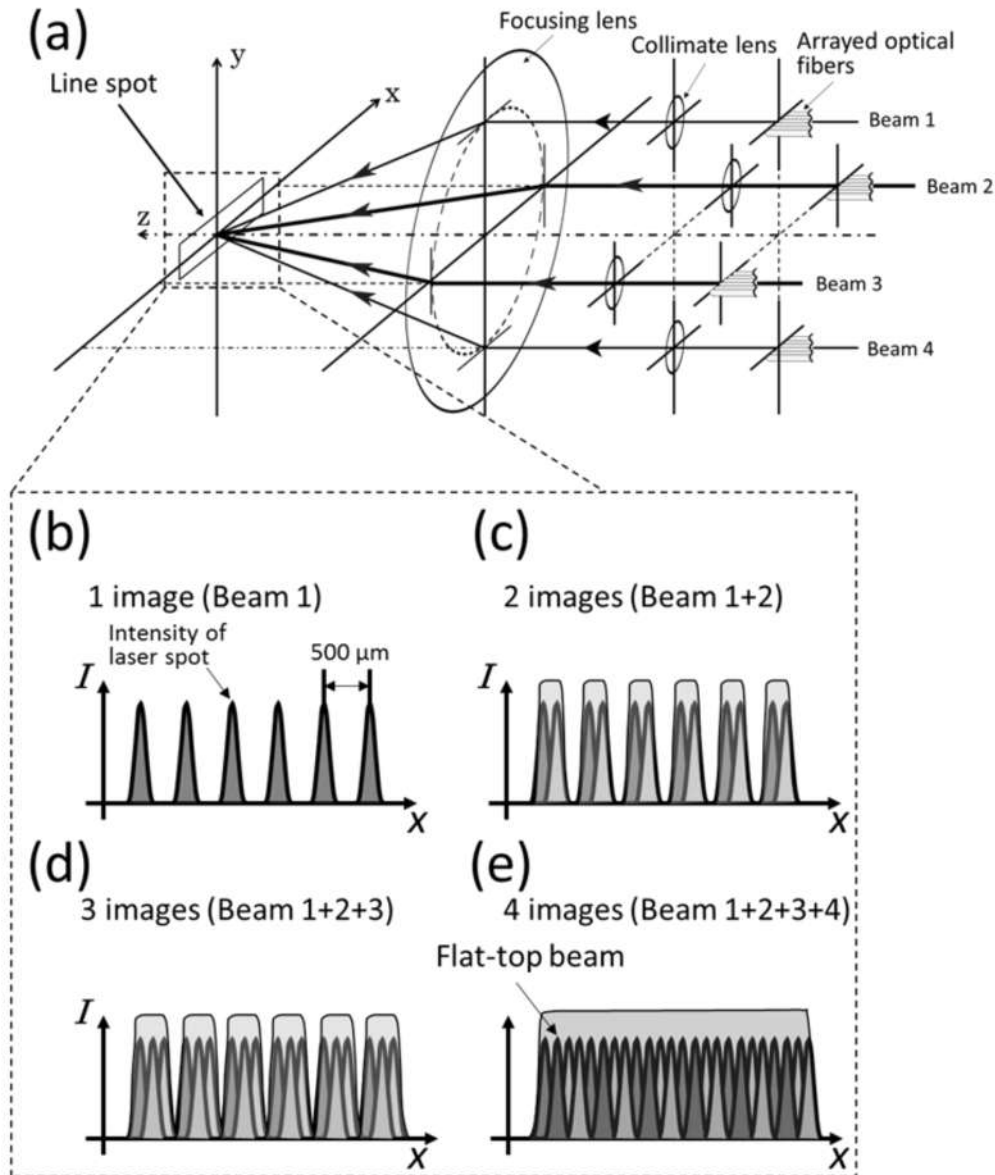 (a)
Focusing lens
Collimate lens
Arrayed optical
fibers
Line spot
y
x
z
Beam 1
Beam 2
Beam 3
Beam 4
(b)
1 image (Beam 1)
Intensity of
laser spot
500 μm
I
X
(c)
2 images (Beam 1+2)
I
X
(d)
3 images (Beam 1+2+3)
I
X
(e)
4 images (Beam 1+2+3+4)
Flat-top beam
I
X